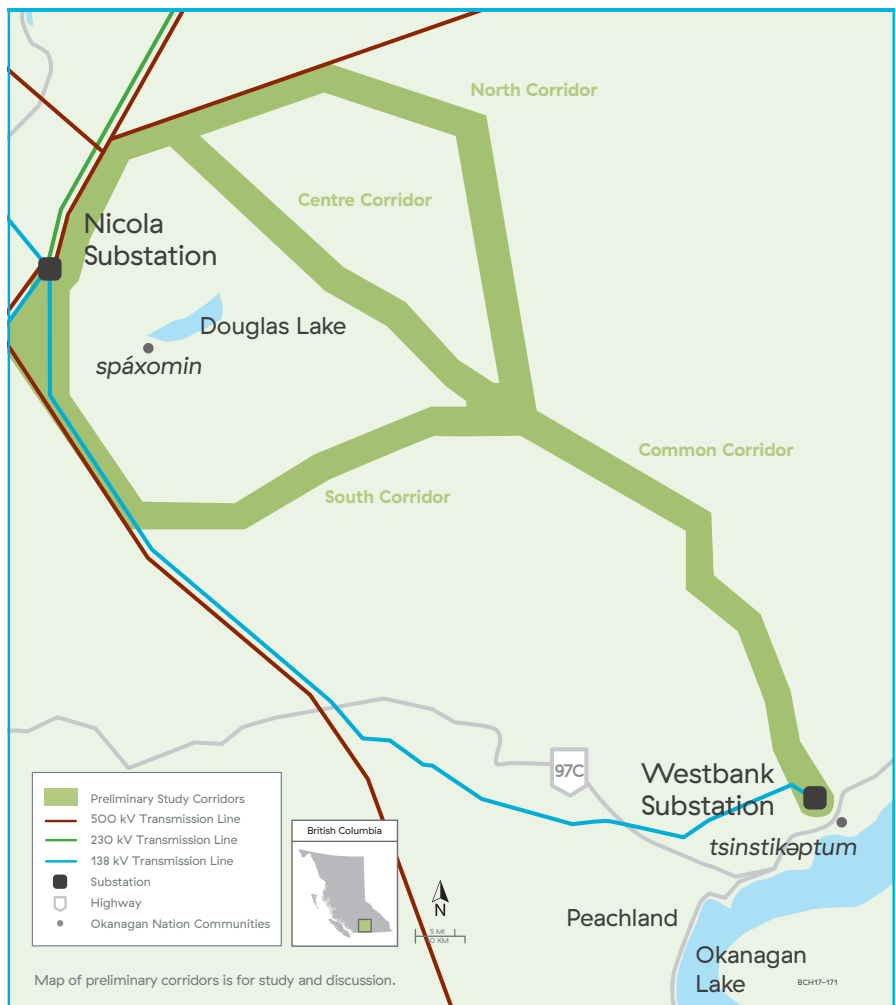 North Corridor
Centre Corridor
Nicola
Substation
Douglas Lake
spáxomin
Common Corridor
South Corridor
97C
Westbank
Substation
tsinstikəptum
Preliminary Study Corridors
500 kV Transmission Line
230 kV Transmission Line
138 kV Transmission Line
Substation
Highway
Okanagan Nation Communities
British Columbia
N
5 MI
Peachland
Okanagan
Lake
BCH17-171
Map of preliminary corridors is for study and discussion.